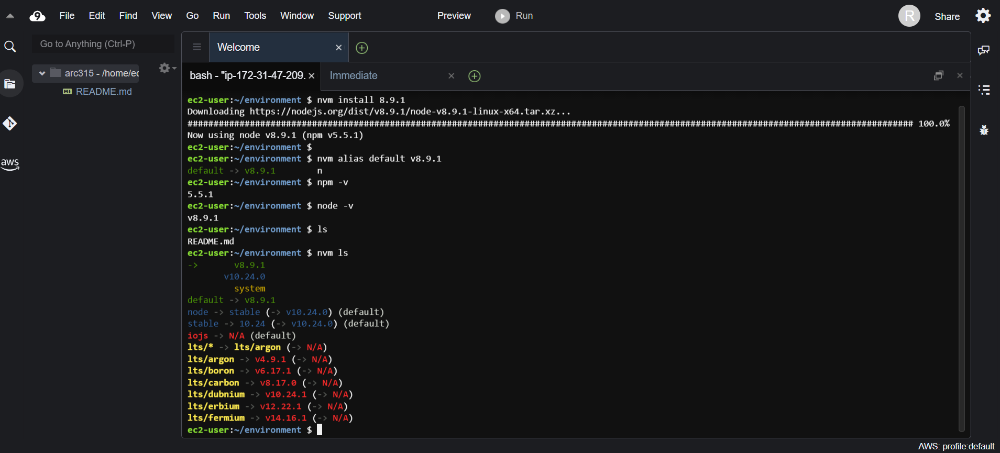 9 File Edit Find View Go Run Tools Window Support Preview Run R Share
Go to Anything (Ctrl-P)
Welcome
arc315 - /home/ec
README.md
aws
bash - "ip-172-31-47-209. Immediate
ec2-user:~/environment $ nvm install 8.9.1
Downloading https://nodejs.org/dist/v8.9.1/node-v8.9.1-linux-x64.tar.xz...
############################################################################################################################################ 100.0%
Now using node v8.9.1 (npm v5.5.1)
ec2-user:~/environment $
ec2-user:~/environment $ nvm alias default v8.9.1
default -> v8.9.1 n
ec2-user:~/environment $ npm -v
5.5.1
ec2-user:~/environment $ node -v
v8.9.1
ec2-user:~/environment $ ls
README.md
ec2-user:~/environment $ nvm ls
-> v8.9.1
v10.24.0
system
default -> v8.9.1
node -> stable (-> v10.24.0) (default)
stable -> 10.24 (-> v10.24.0) (default)
iojs -> N/A (default)
lts/* -> lts/argon (-> N/A)
lts/argon -> v4.9.1 (-> N/A)
lts/boron -> v6.17.1 (-> N/A)
lts/carbon -> v8.17.0 (-> N/A)
lts/dubnium -> v10.24.1 (-> N/A)
lts/erbium -> v12.22.1 (-> N/A)
lts/fermium -> v14.16.1 (-> N/A)
ec2-user:~/environment $
AWS: profile:default